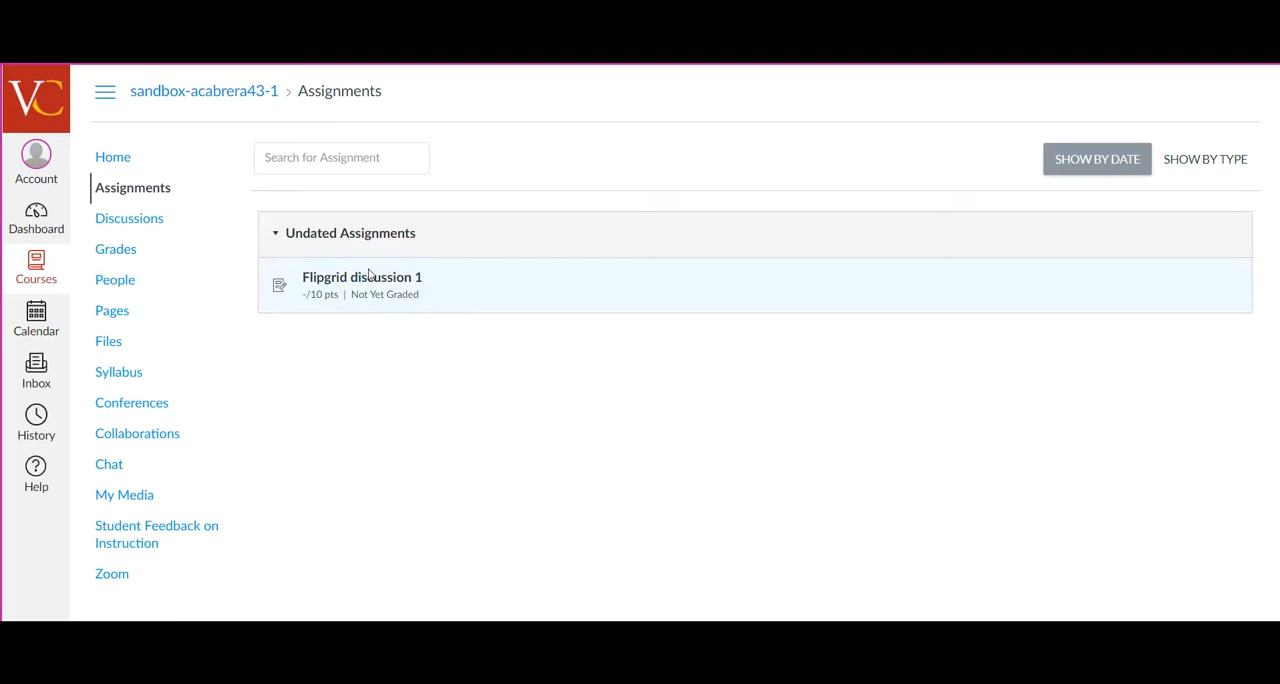 VC
sandbox-acabrera43-1 > Assignments
Account
Dashboard
Courses
Calendar
Inbox
History
Help
Home
Assignments
Discussions
Grades
People
Pages
Files
Syllabus
Conferences
Collaborations
Chat
My Media
Student Feedback on
Instruction
Zoom
Search for Assignment
SHOW BY DATE SHOW BY TYPE
Undated Assignments
Flipgrid discussion 1
-/10 pts | Not Yet Graded